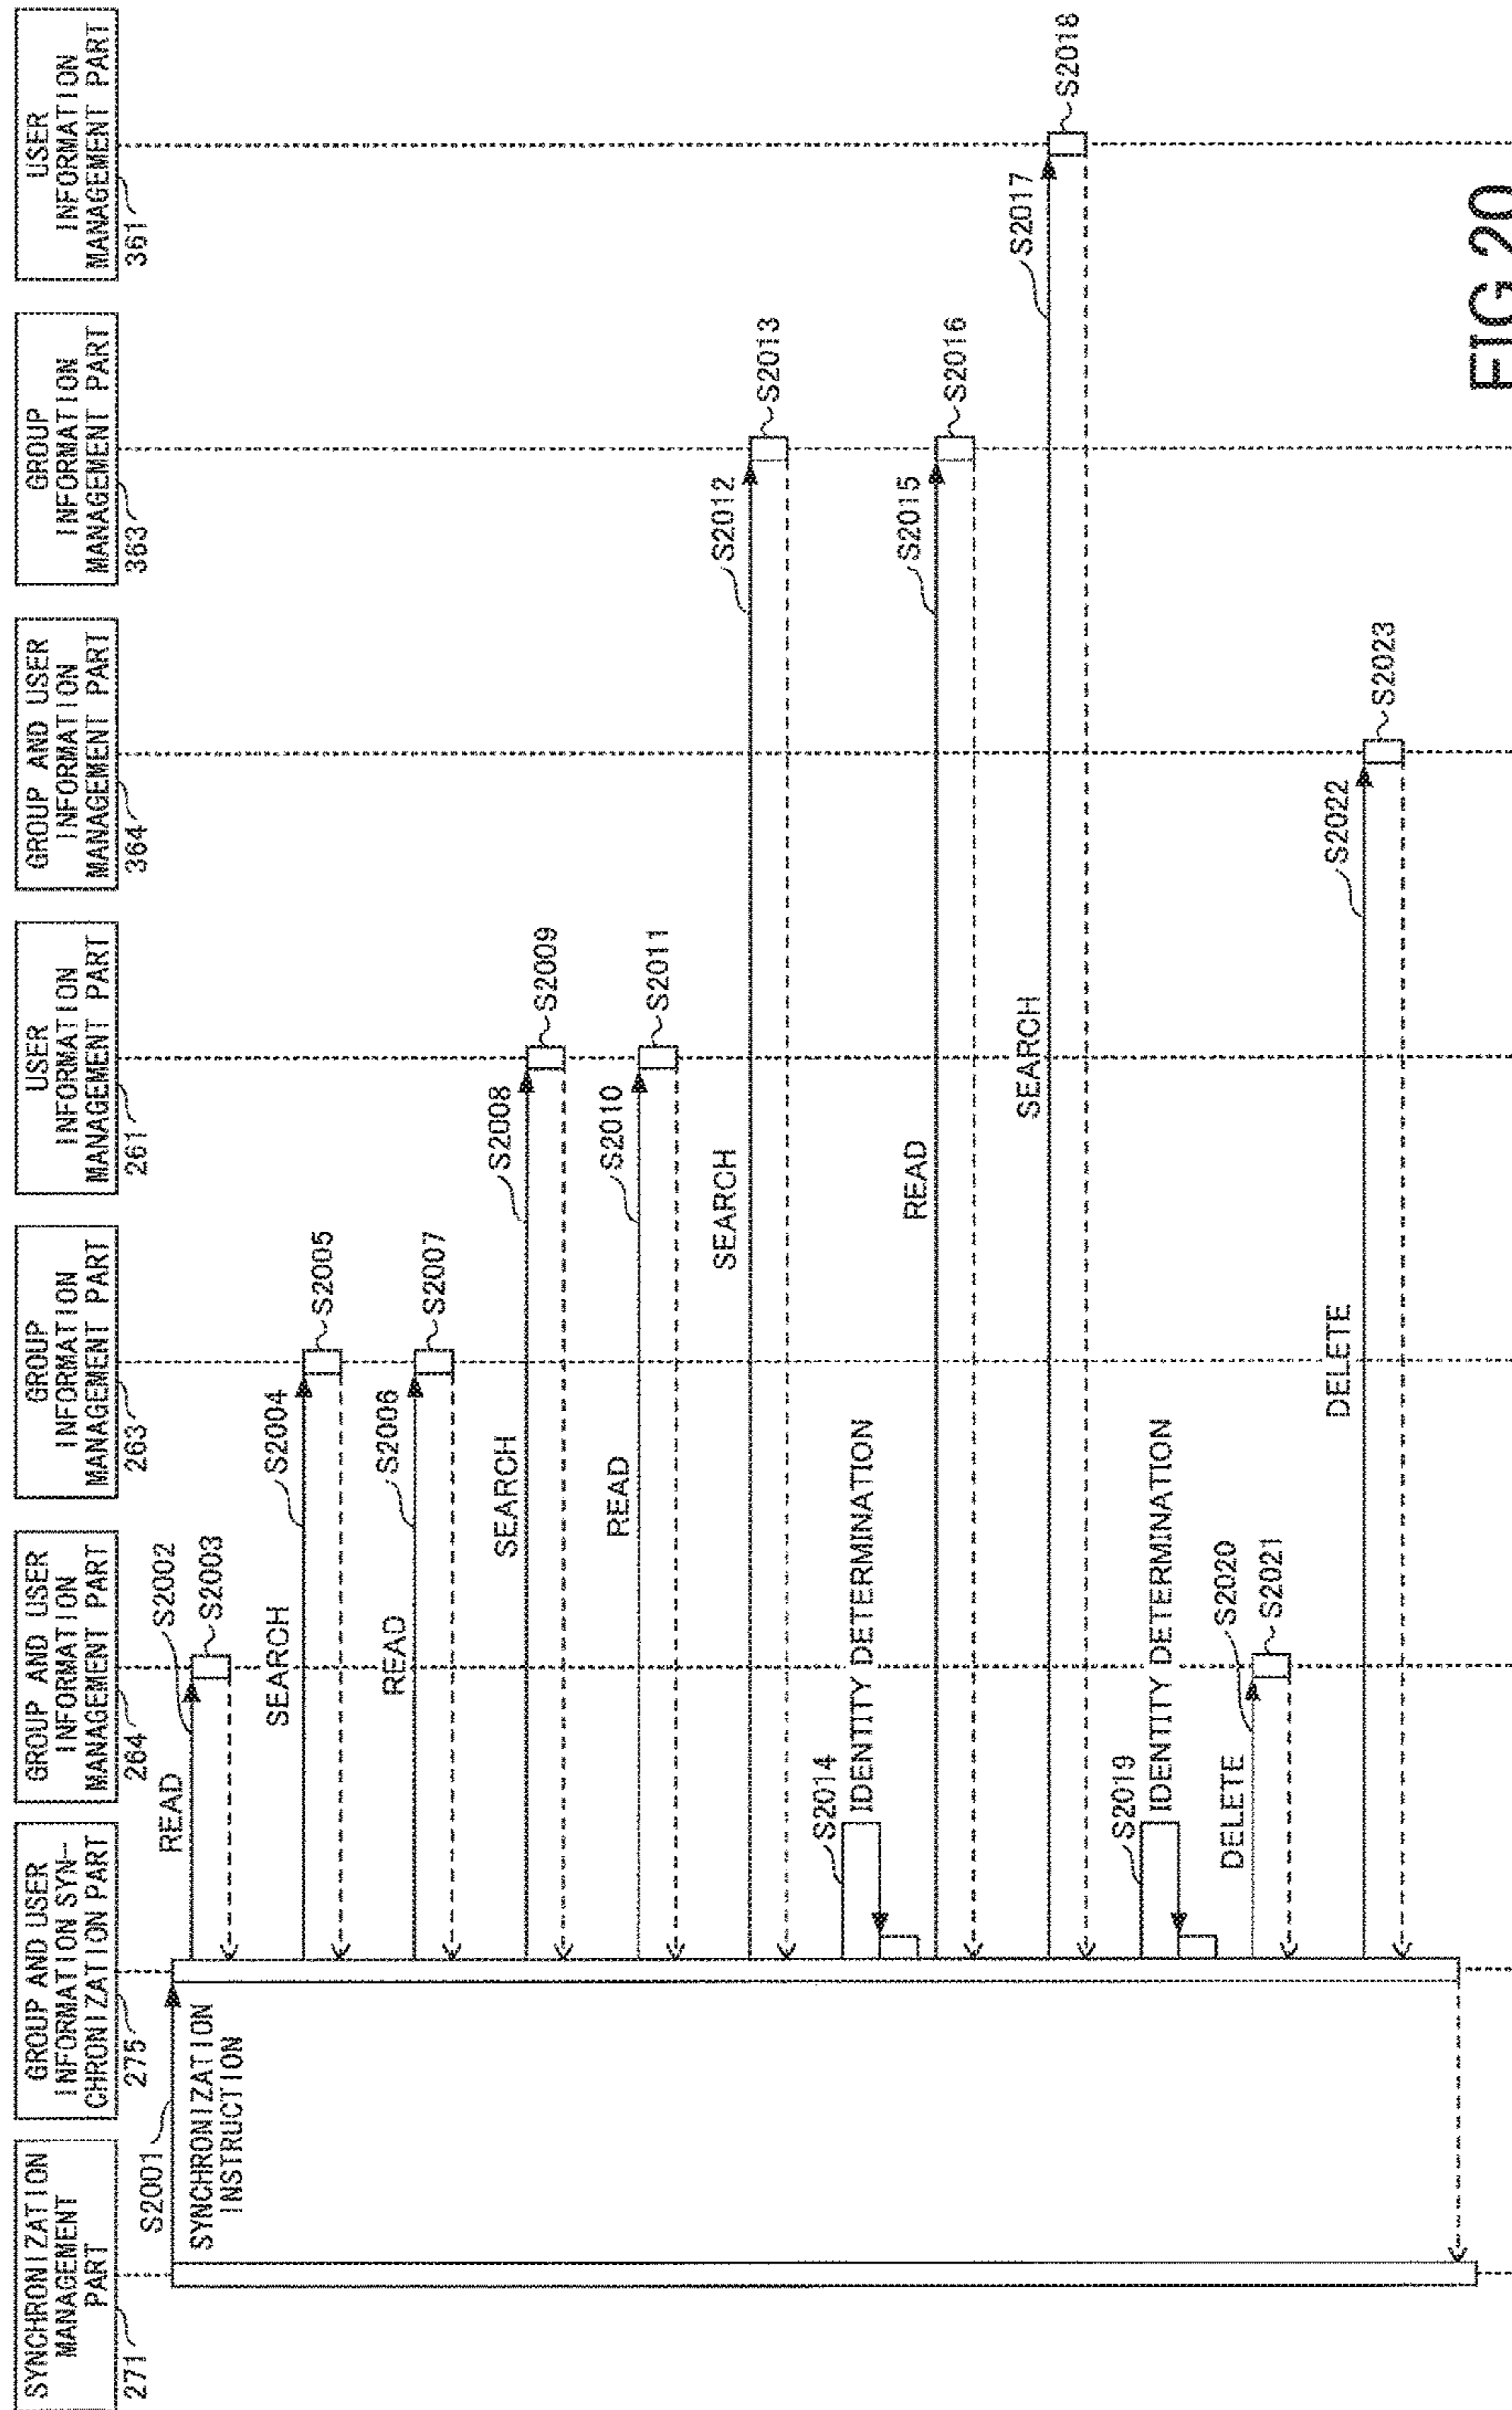 SYNCHRONIZATION
MANAGEMENT
PART
271
GROUP AND USER
INFORMATION SYN-
CHRONIZATION PART
275
GROUP AND USER
INFORMATION
MANAGEMENT PART
264
GROUP
INFORMATION
MANAGEMENT PART
263
USER
INFORMATION
MANAGEMENT PART
261
GROUP AND USER
INFORMATION
MANAGEMENT PART
364
GROUP
INFORMATION
MANAGEMENT PART
363
USER
INFORMATION
MANAGEMENT PART
361
S2001
SYNCHRONIZATION
INSTRUCTION
READ
S2002
S2003
SEARCH
S2004
S2005
READ
S2006
S2007
SEARCH
S2008
S2009
READ
S2010
S2011
SEARCH
S2012
S2013
S2014
IDENTITY DETERMINATION
READ
S2015
S2016
SEARCH
S2017
S2018
S2019
IDENTITY DETERMINATION
DELETE
S2020
S2021
DELETE
S2022
S2023
FIG.20